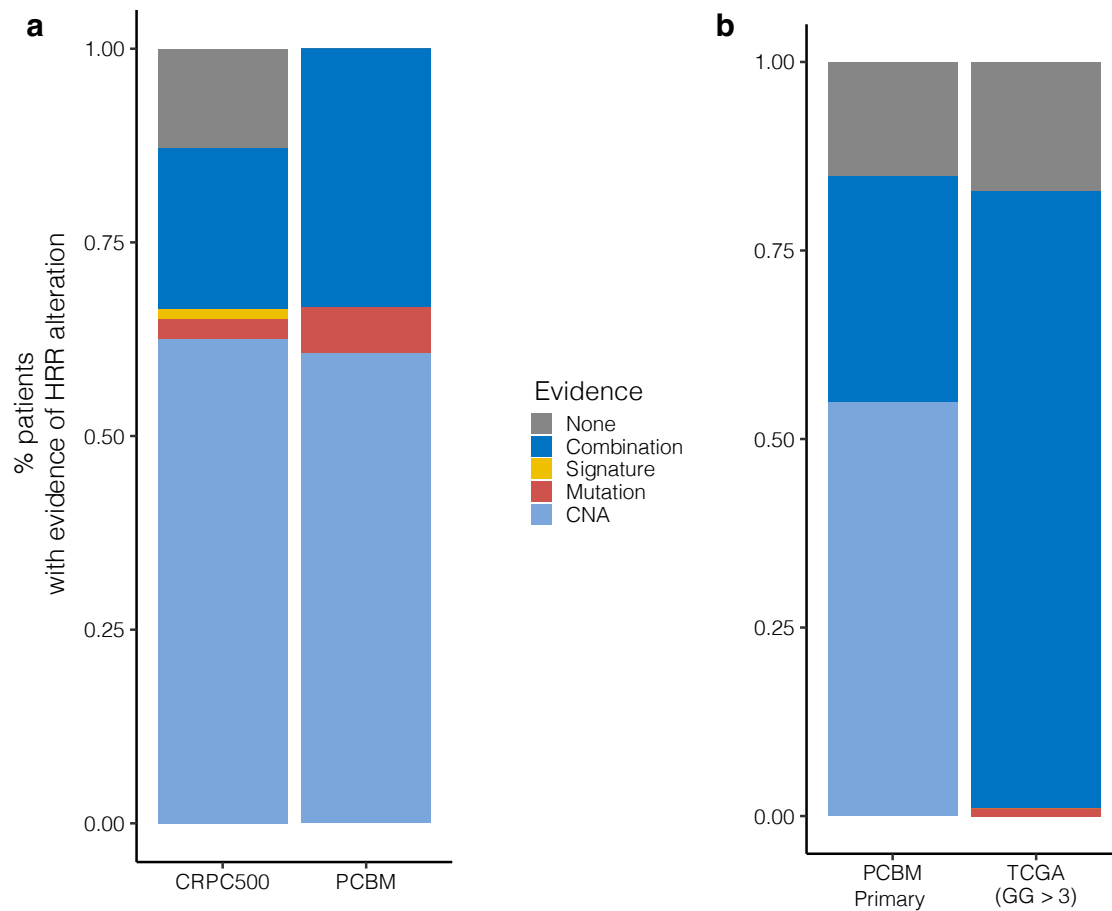 a
% patients
with evidence of HRR alteration
1.00
0.75
0.50
0.25
0.00
CRPC500
PCBM
Evidence
None
Combination
Signature
Mutation
CNA
b
1.00
0.75
0.50
0.25
0.00
PCBM
Primary
TCGA
(GG > 3)